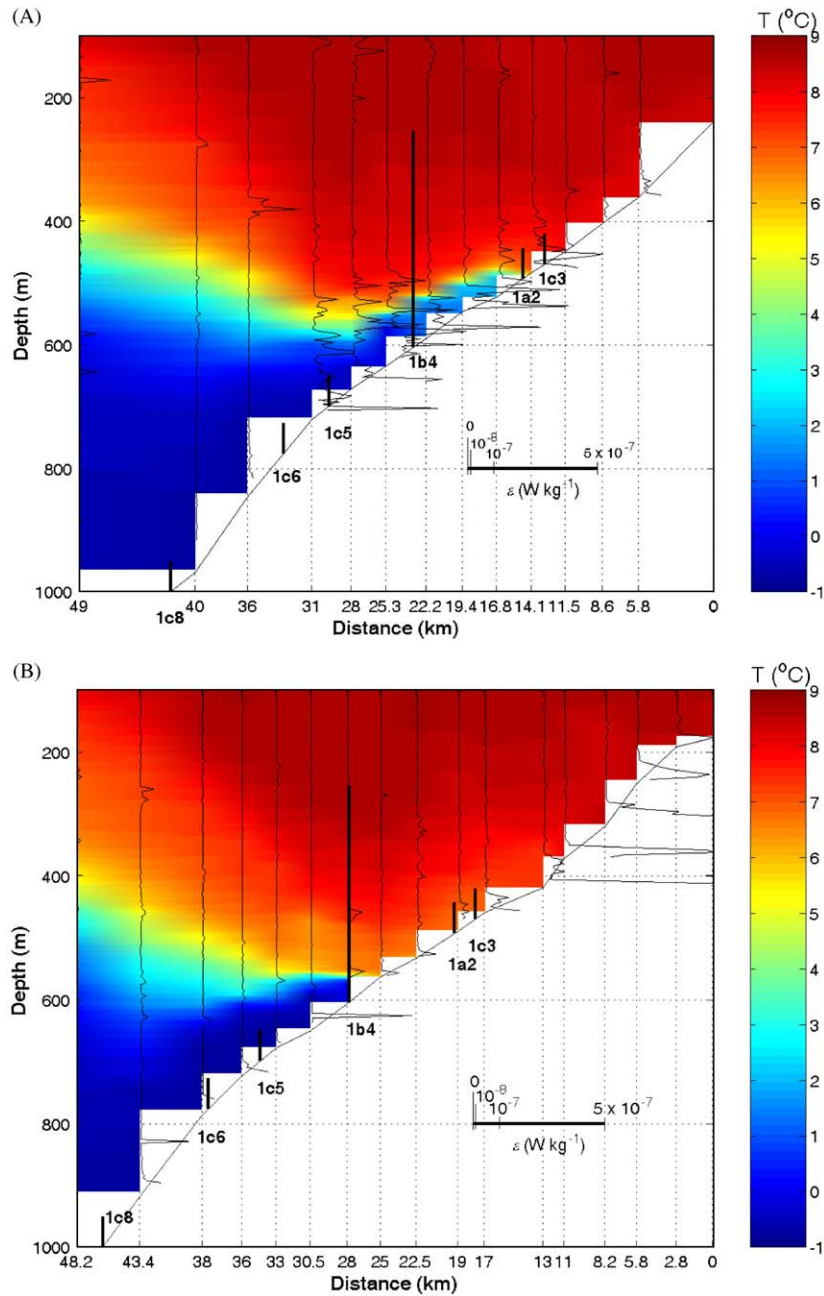 (A)
T (°C)
9
8
7
6
5
4
3
2
1
0
-1
200
400
600
800
1000
Depth (m)
1c3
1a2
1b4
1c5
1c6
1c8
0
10⁻⁸
10⁻⁷
5 x 10⁻⁷
ε (W kg⁻¹)
49 40 36 31 28 25.3 22.2 19.4 16.8 14.1 11.5 8.6 5.8 0
Distance (km)
(B)
T (°C)
9
8
7
6
5
4
3
2
1
0
-1
200
400
600
800
1000
Depth (m)
1c3
1a2
1b4
1c5
1c6
1c8
0
10⁻⁸
10⁻⁷
5 x 10⁻⁷
ε (W kg⁻¹)
48.2 43.4 38 36 33 30.5 28 25 22.5 19 17 13 11 8.2 5.8 2.8 0
Distance (km)